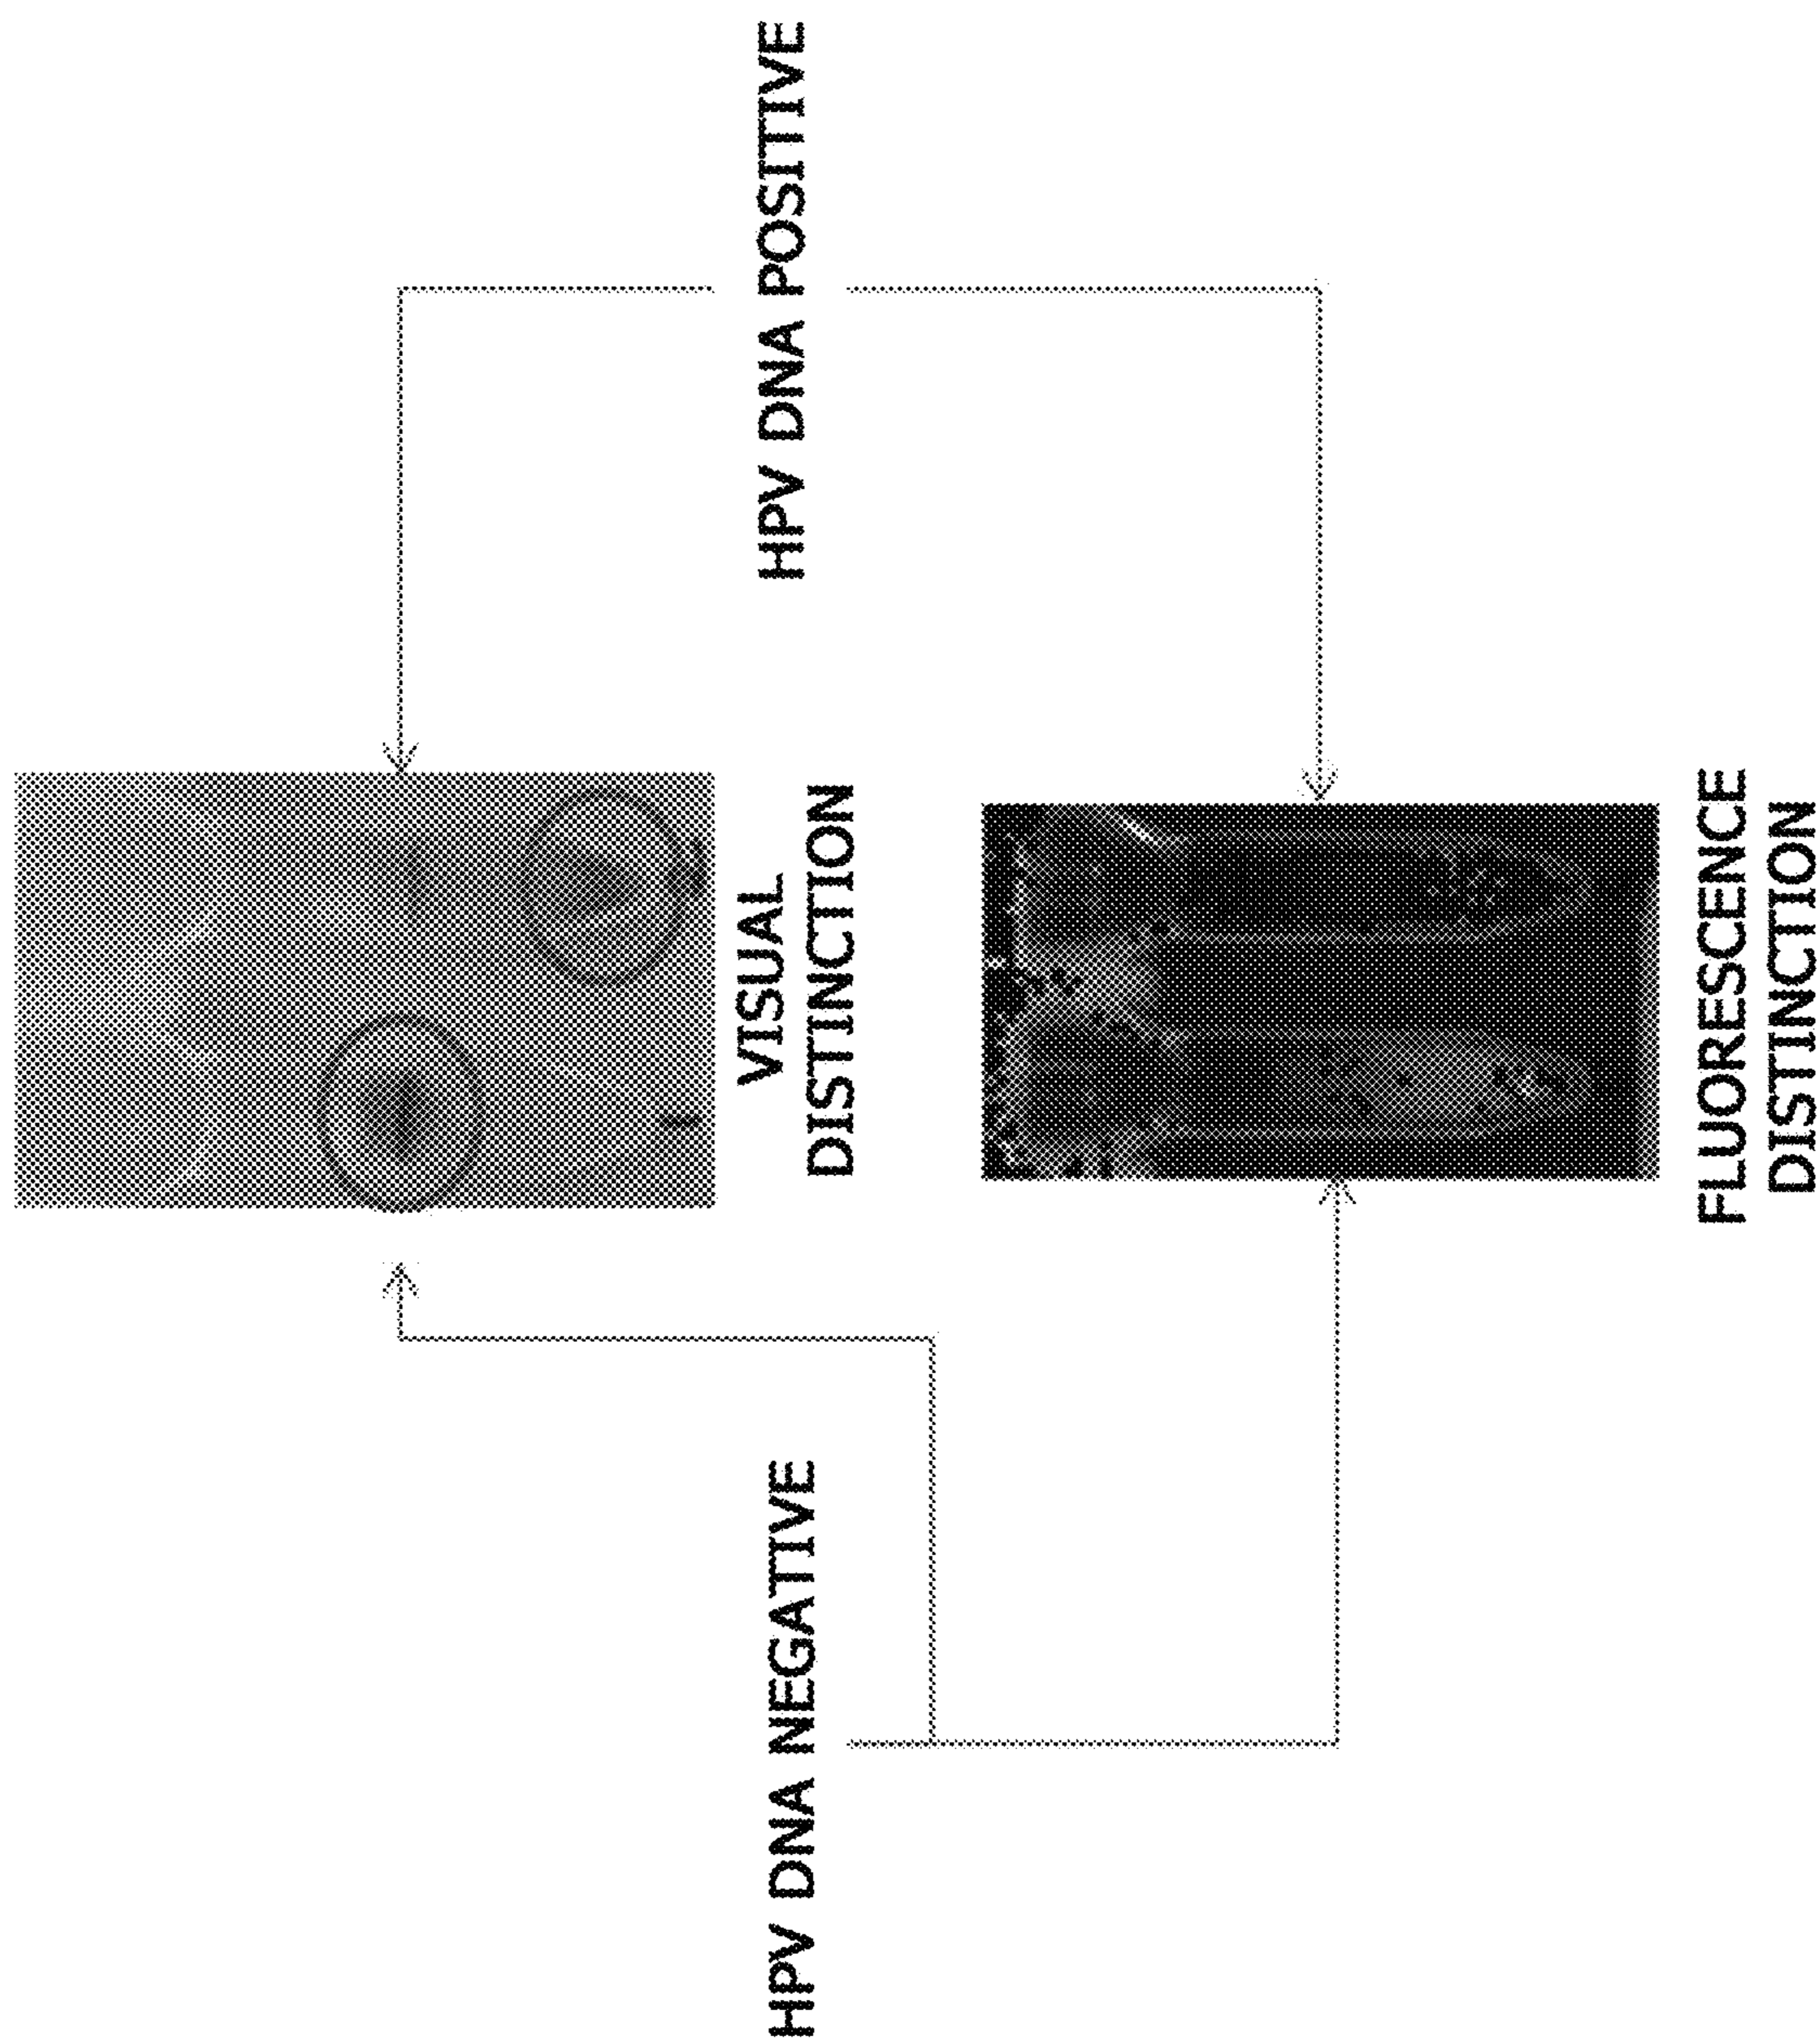 HPV DNA NEGATIVE
VISUAL
DISTINCTION
FLUORESCENCE
DISTINCTION
HPV DNA POSITIVE